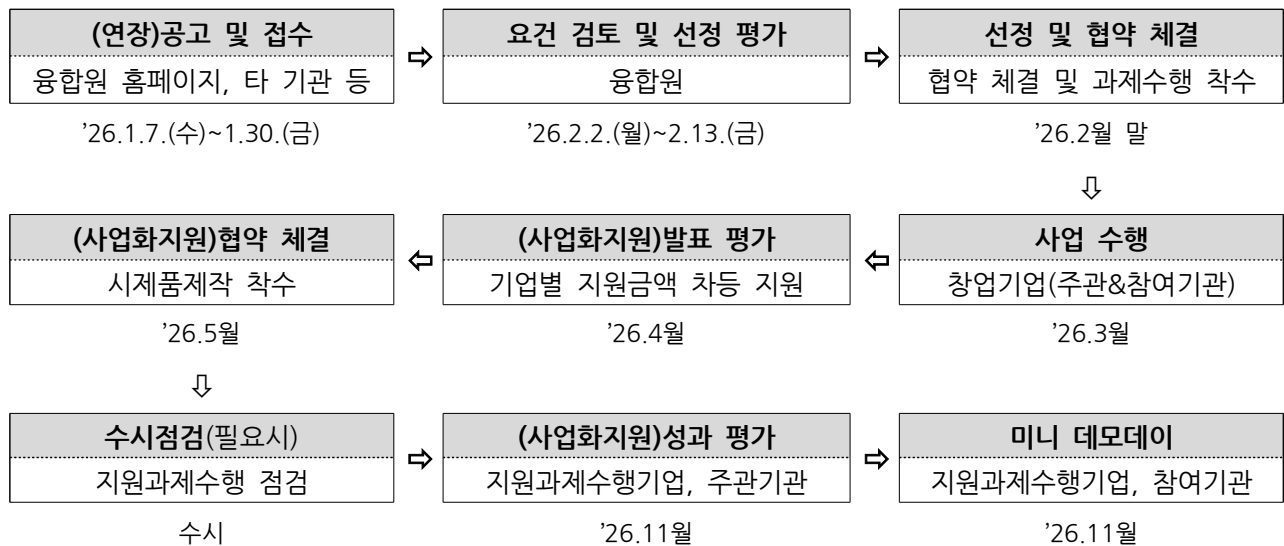 (연장)공고 및 접수
융합원 홈페이지, 타 기관 등
'26.1.7.(수)~1.30.(금)
⇨
요건 검토 및 선정 평가
융합원
'26.2.2.(월)~2.13.(금)
⇨
선정 및 협약 체결
협약 체결 및 과제수행 착수
'26.2월 말
⇩
사업 수행
창업기업(주관&참여기관)
'26.3월
⇦
(사업화지원)발표 평가
기업별 지원금액 차등 지원
'26.4월
⇦
(사업화지원)협약 체결
시제품제작 착수
'26.5월
⇩
수시점검(필요시)
지원과제수행 점검
수시
⇨
(사업화지원)성과 평가
지원과제수행기업, 주관기관
'26.11월
⇨
미니 데모데이
지원과제수행기업, 참여기관
'26.11월